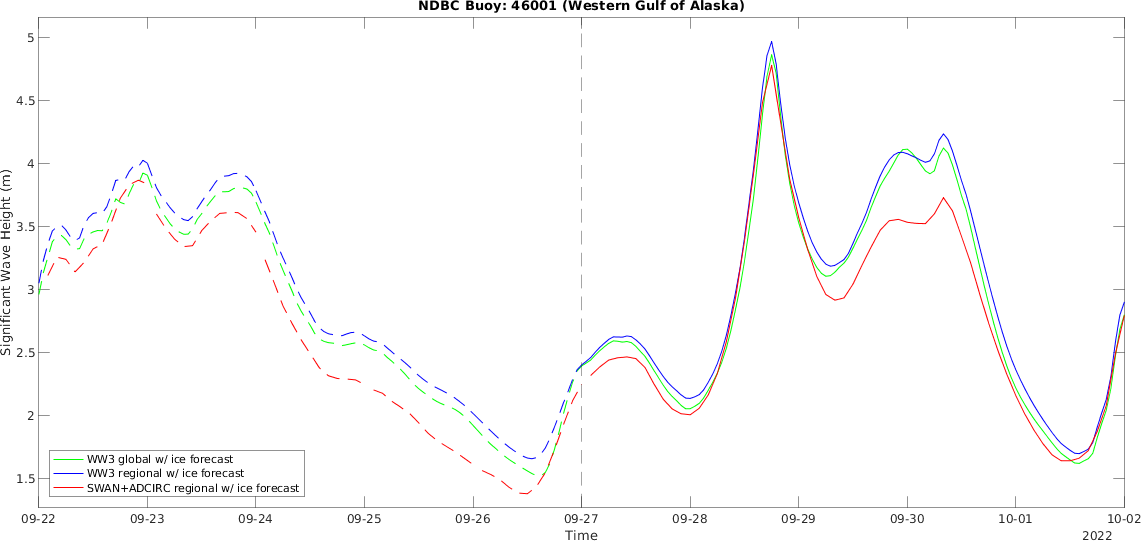 NDBC Buoy: 46001 (Western Gulf of Alaska)
5
4.5
4
3.5
3
2.5
2
1.5
Significant Wave Height (m)
WW3 global w/ ice forecast
WW3 regional w/ ice forecast
SWAN+ADCIRC regional w/ ice forecast
09-22 09-23 09-24 09-25 09-26 09-27 09-28 09-29 09-30 10-01 10-02
Time
2022